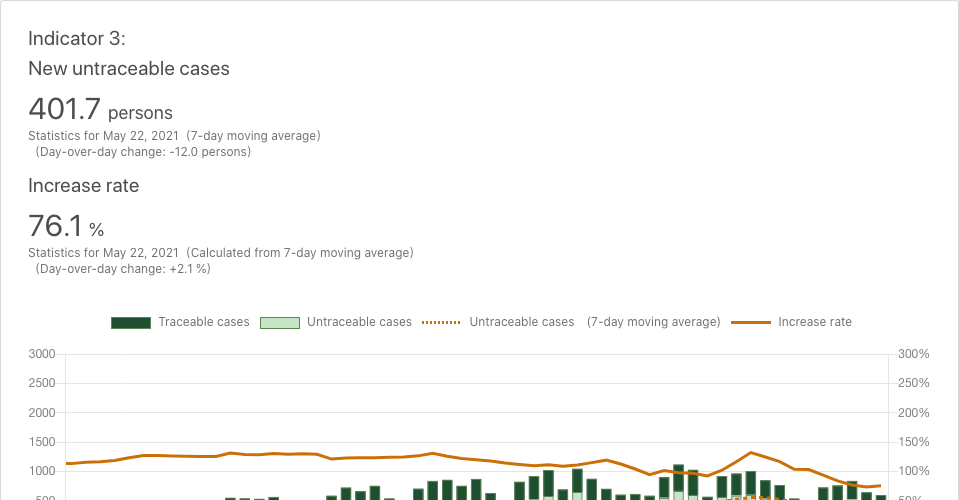 Indicator 3:
New untraceable cases
401.7 persons
Statistics for May 22, 2021 (7-day moving average)
(Day-over-day change: -12.0 persons)
Increase rate
76.1 %
Statistics for May 22, 2021 (Calculated from 7-day moving average)
(Day-over-day change: +2.1 %)
Traceable cases Untraceable cases Untraceable cases (7-day moving average) Increase rate
3000 300%
2500 250%
2000 200%
1500 150%
1000 100%
500 50%